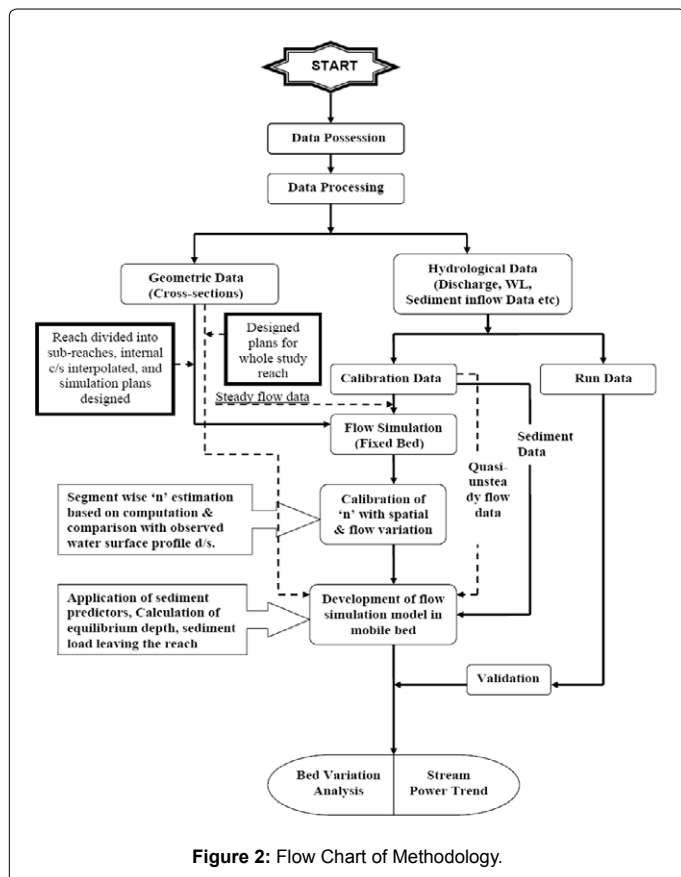 START
Data Possession
Data Processing
Geometric Data
(Cross-sections)
Hydrological Data
(Discharge, WL,
Sediment inflow Data etc)
Reach divided into
sub-reaches, internal
c/s interpolated, and
simulation plans
designed
Designed
plans for
whole study
reach
Calibration Data
Run Data
Steady flow data
Flow Simulation
(Fixed Bed)
Sediment
Data
Quasi-
unstea
dy flow
data
Segment wise ‘n’ estimation
based on computation &
comparison with observed
water surface profile d/s.
Calibration of
‘n’ with spatial
& flow variation
Application of sediment
predictors, Calculation of
equilibrium depth, sediment
load leaving the reach
Development of flow
simulation model in
mobile bed
Validation
Bed Variation
Analysis
Stream
Power Trend
Figure 2: Flow Chart of Methodology.